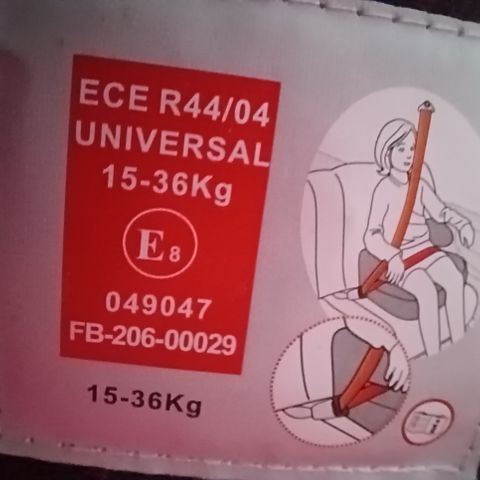 ECE R44/04
UNIVERSAL
15-36Kg
E8
049047
FB-206-00029
15-36Kg